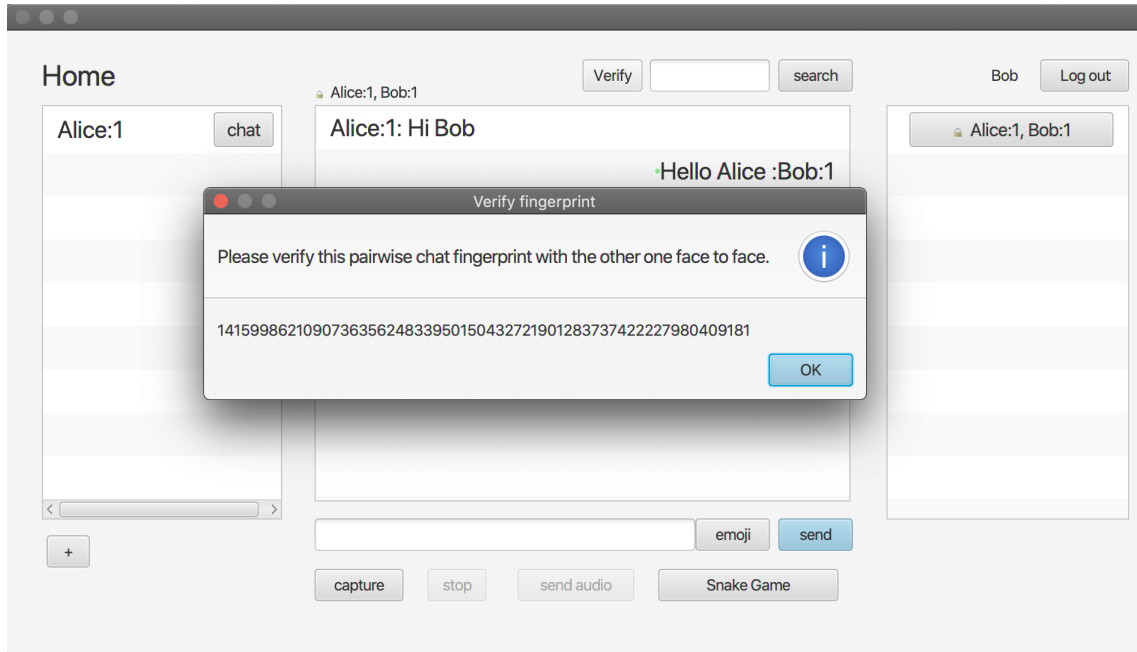 Home
Verify
search
Bob
Log out
Alice:1, Bob:1
Alice:1
chat
Alice:1: Hi Bob
Alice:1, Bob:1
Hello Alice :Bob:1
Verify fingerprint
Please verify this pairwise chat fingerprint with the other one face to face.
i
141599862109073635624833950150432721901283737422227980409181
OK
emoji
send
+
capture
stop
send audio
Snake Game